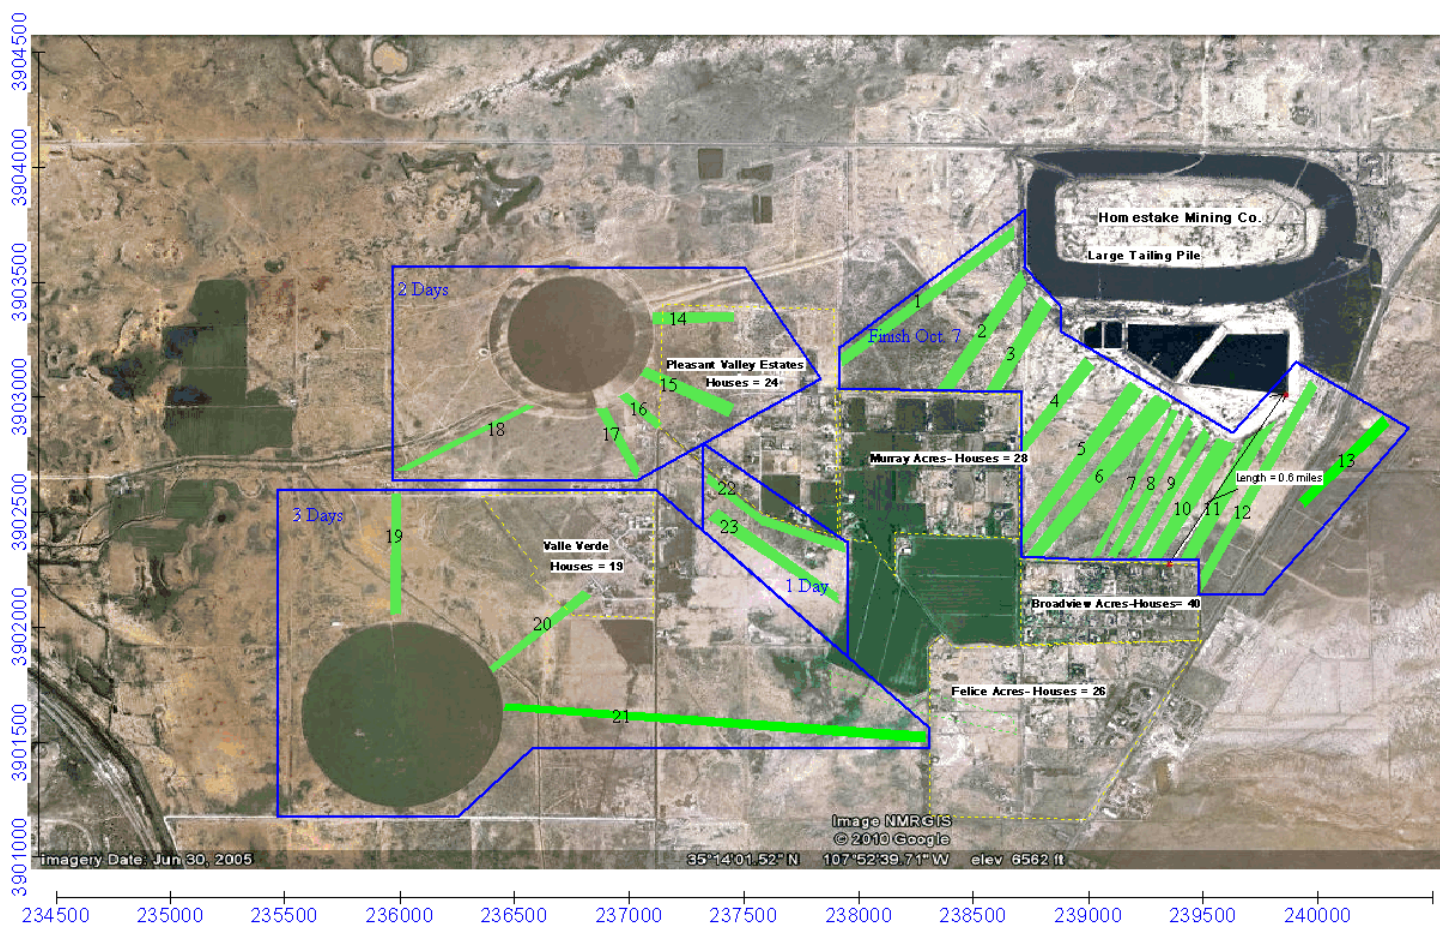 3904500
3904000
3903500
3903000
3902500
3902000
3901500
3901000
Homestake Mining Co.
Large Tailing Pile
2 Days
1
Finish Oct. 7
2
3
14
Pleasant Valley Estates
Houses = 24
15
16
17
18
4
5
6
7
8
9
10
11
12
13
Length = 0.6 miles
Murray Acres- Houses = 28
22
23
1 Day
3 Days
19
Valle Verde
Houses = 19
20
21
Broadview Acres-Houses= 40
Felice Acres- Houses = 26
Image NMRGIS
© 2010 Google
Imagery Date: Jun 30, 2005
35°14'01.52" N 107°52'39.71" W elev 6562 ft
234500 235000 235500 236000 236500 237000 237500 238000 238500 239000 239500 240000